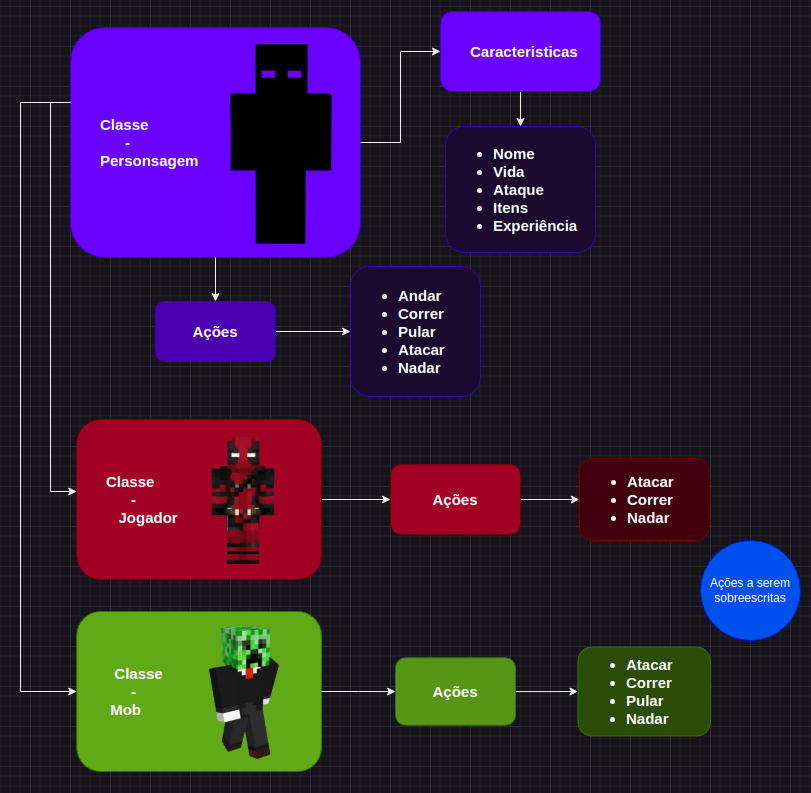 Caracteristicas
Classe
-
Personsagem
Nome
Vida
Ataque
Itens
Experiência
Ações
Andar
Correr
Pular
Atacar
Nadar
Classe
-
Jogador
Ações
Atacar
Correr
Nadar
Ações a serem
sobreescritas
Classe
-
Mob
Ações
Atacar
Correr
Pular
Nadar